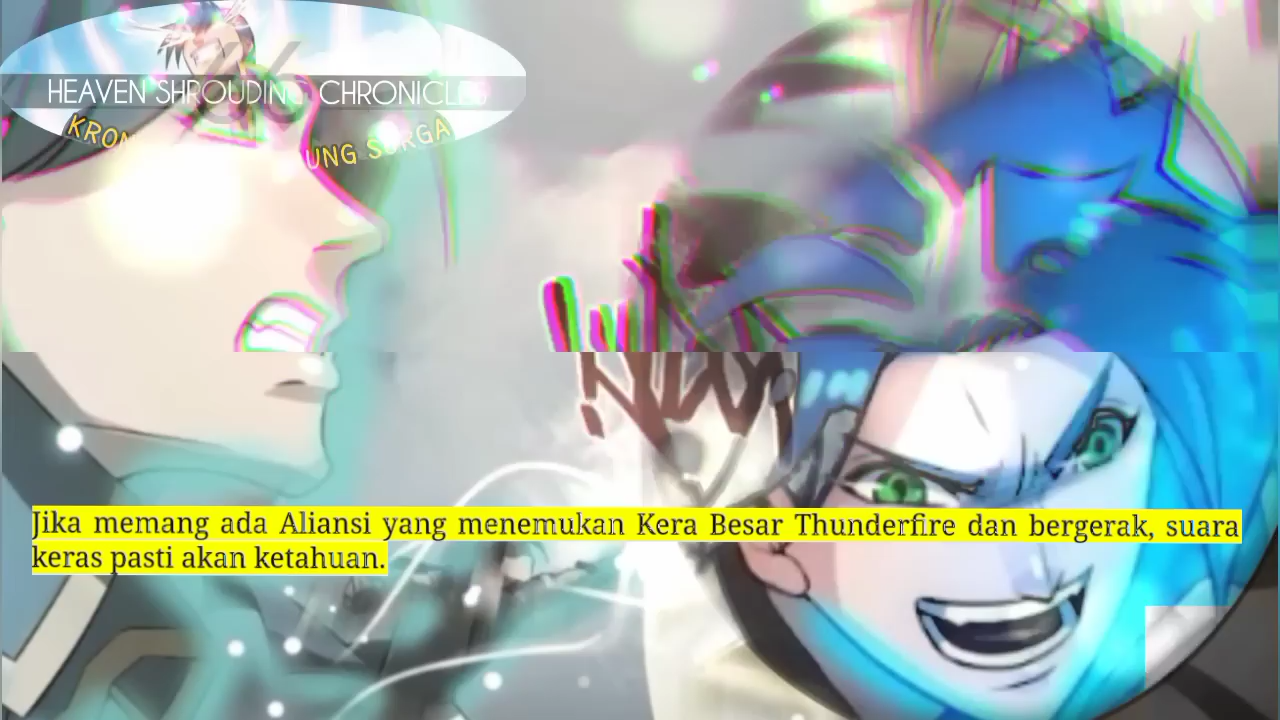 HEAVEN SHROUDING CHRONICLES
SURGA
Jika memang ada Aliansi yang menemukan Kera Besar Thunderfire dan bergerak, suara
keras pasti akan ketahuan.